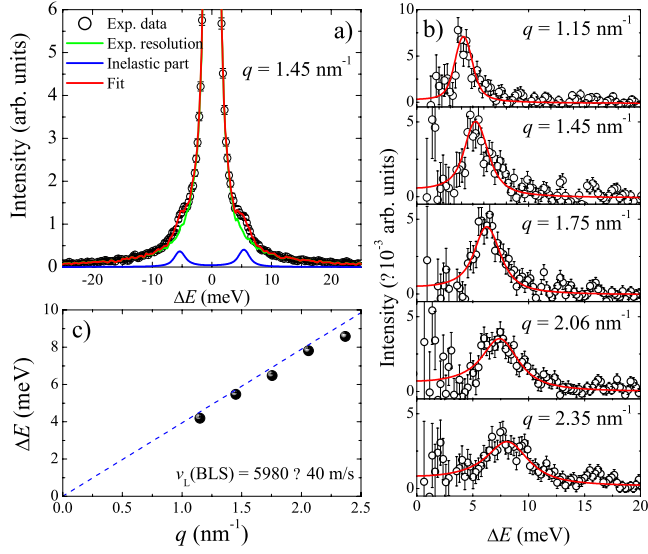 Exp. data
Exp. resolution
Inelastic part
Fit
a)
q = 1.45 nm⁻¹
Intensity (arb. units)
6
5
4
3
2
1
0
-20 -10 0 10 20
ΔE (meV)
c)
ΔE (meV)
10
8
6
4
2
0
v_L(BLS) = 5980 ? 40 m/s
0.0 0.5 1.0 1.5 2.0 2.5
q (nm⁻¹)
b)
q = 1.15 nm⁻¹
10
5
0
q = 1.45 nm⁻¹
5
0
q = 1.75 nm⁻¹
5
0
q = 2.06 nm⁻¹
5
0
q = 2.35 nm⁻¹
5
0
Intensity (? 10⁻³ arb. units)
0 5 10 15 20
ΔE (meV)